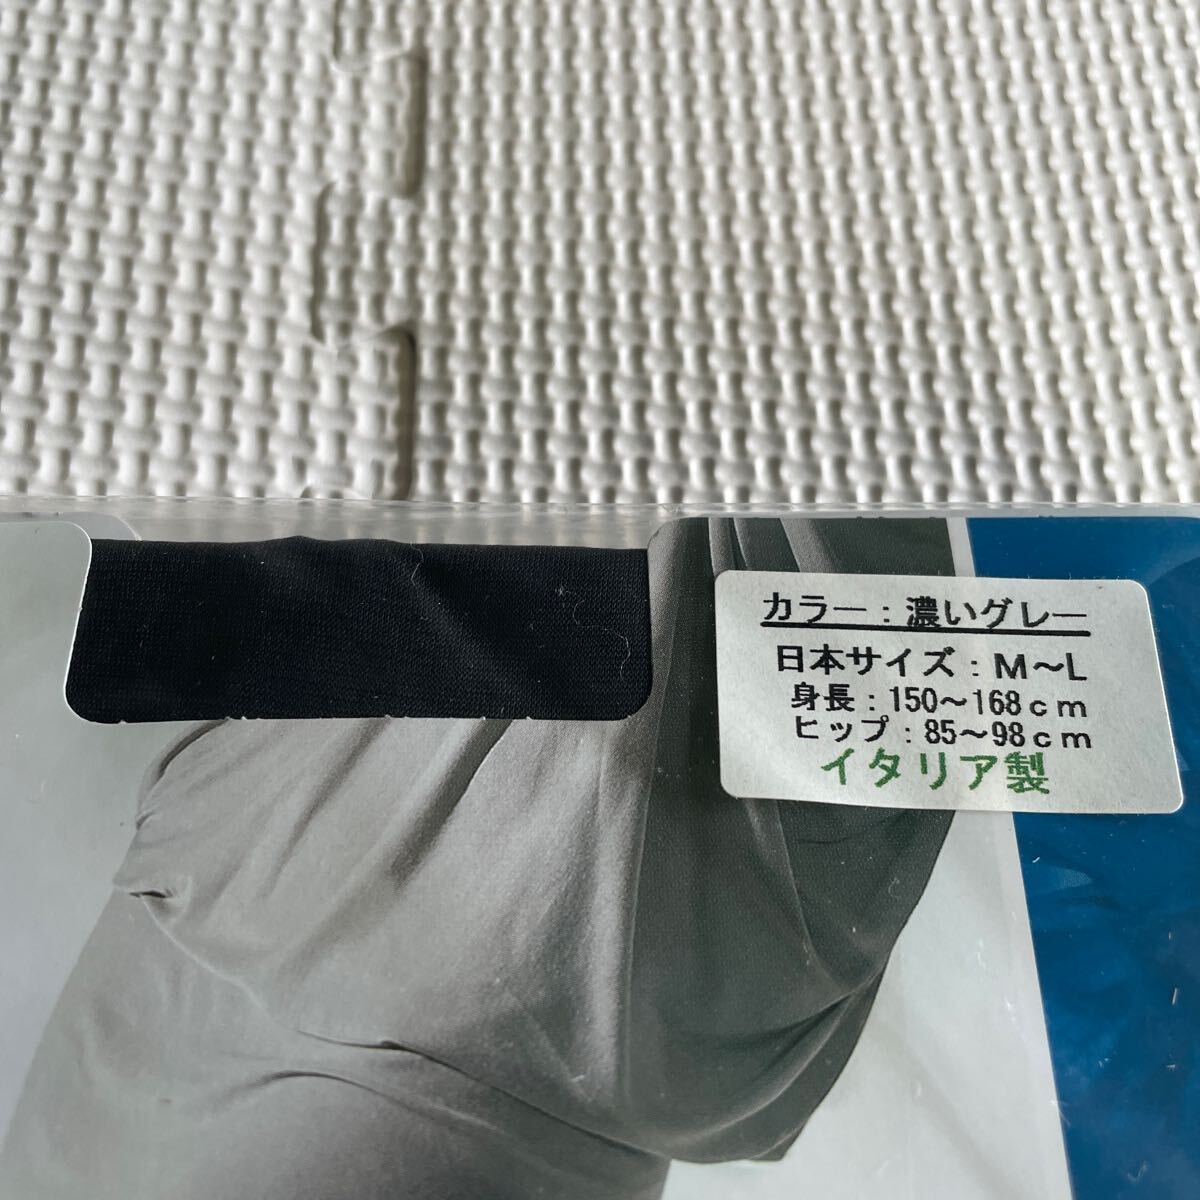 カラー：濃いグレー
日本サイズ：M～L
身長：150～168cm
ヒップ：85～98cm
イタリア製